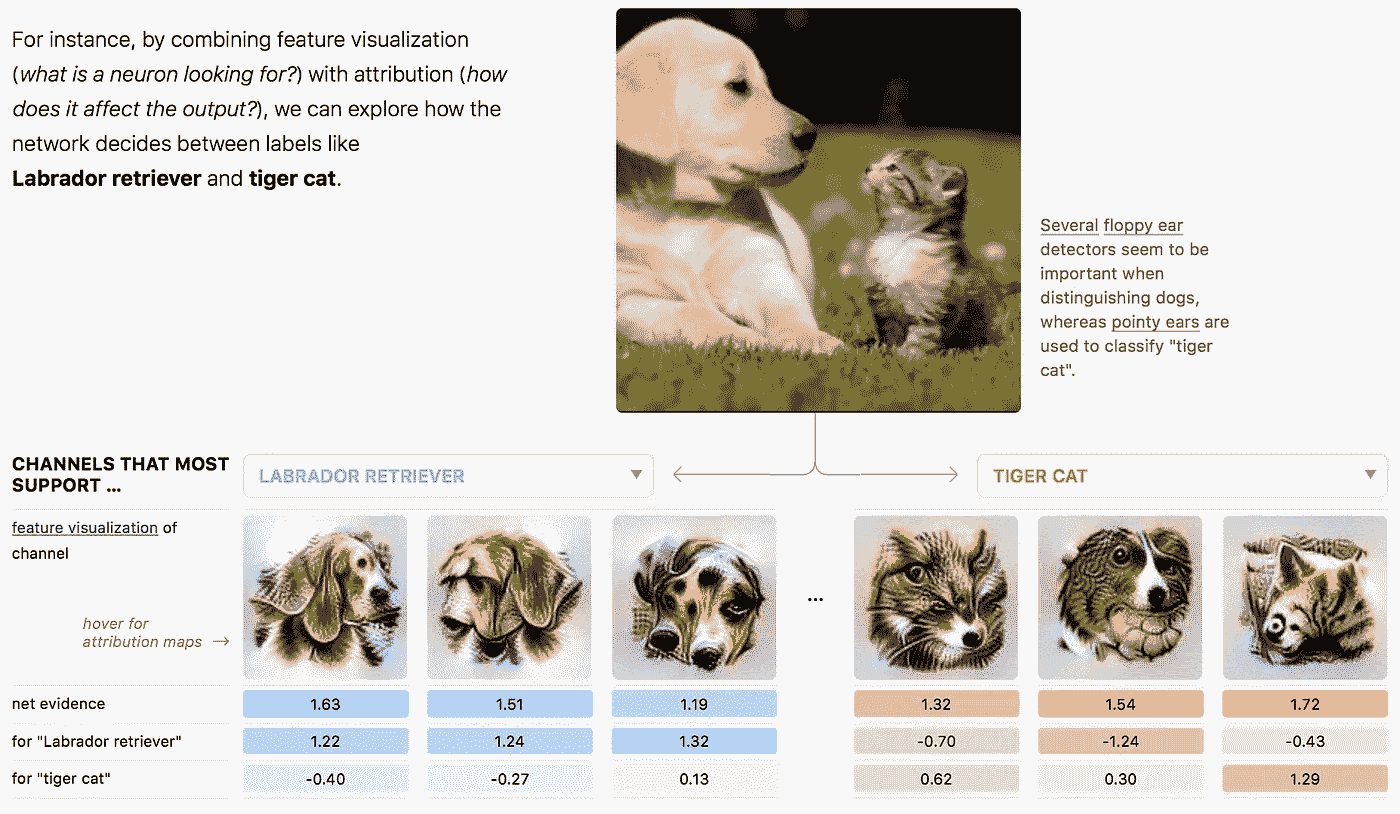 For instance, by combining feature visualization
(what is a neuron looking for?) with attribution (how
does it affect the output?), we can explore how the
network decides between labels like
Labrador retriever and tiger cat.
Several floppy ear
detectors seem to be
important when
distinguishing dogs,
whereas pointy ears are
used to classify "tiger
cat".
CHANNELS THAT MOST
SUPPORT ...
LABRADOR RETRIEVER
TIGER CAT
feature visualization of
channel
hover for
attribution maps →
...
net evidence 1.63 1.51 1.19 1.32 1.54 1.72
for "Labrador retriever" 1.22 1.24 1.32 -0.70 -1.24 -0.43
for "tiger cat" -0.40 -0.27 0.13 0.62 0.30 1.29